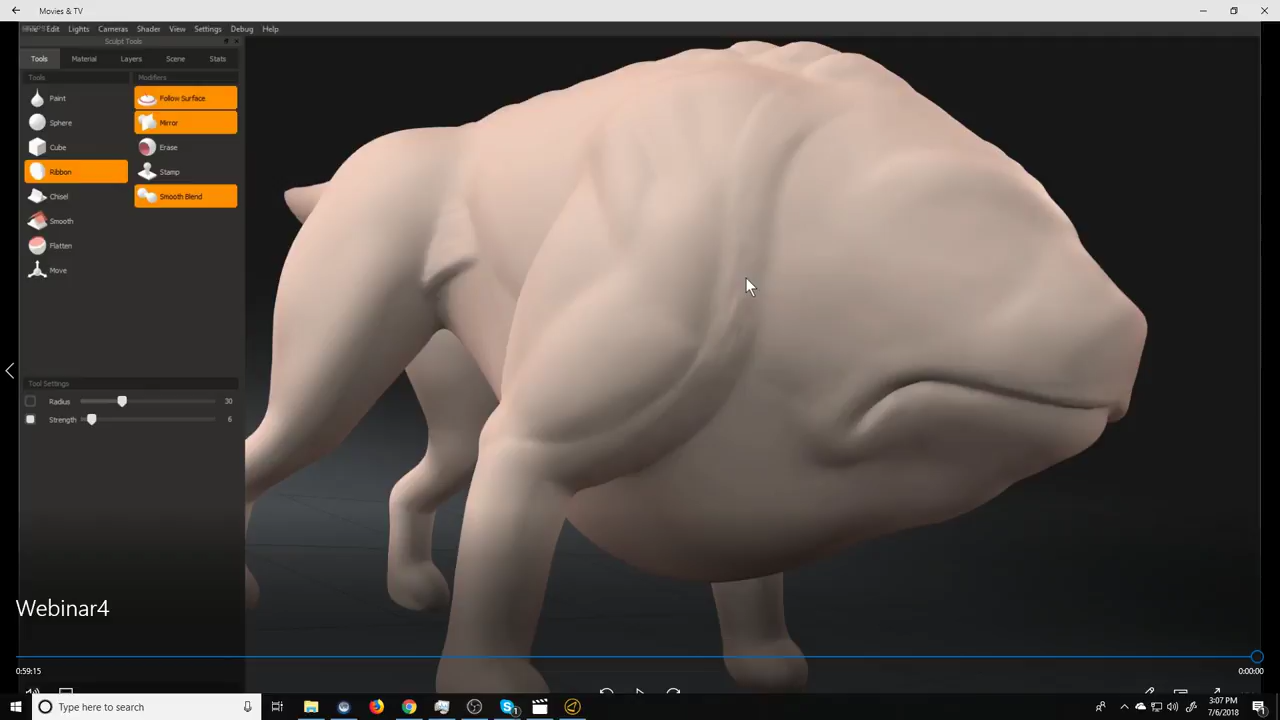 Movies & TV
Edit Lights Cameras Shader View Settings Debug Help
Sculpt Tools
Tools Material Layers Scene Stats
Tools Modifiers
Paint Follow Surface
Sphere Mirror
Cube Erase
Ribbon Stamp
Chisel Smooth Blend
Smooth
Flatten
Move
Tool Settings
Radius 30
Strength 6
Webinar4
0:59:15 0:00:00
Type here to search
3:07 PM
7/6/2018